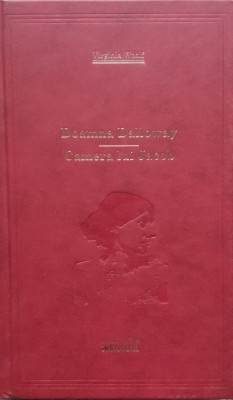 Virginia Woolf
Doamna Dalloway
Camera lui Jacob